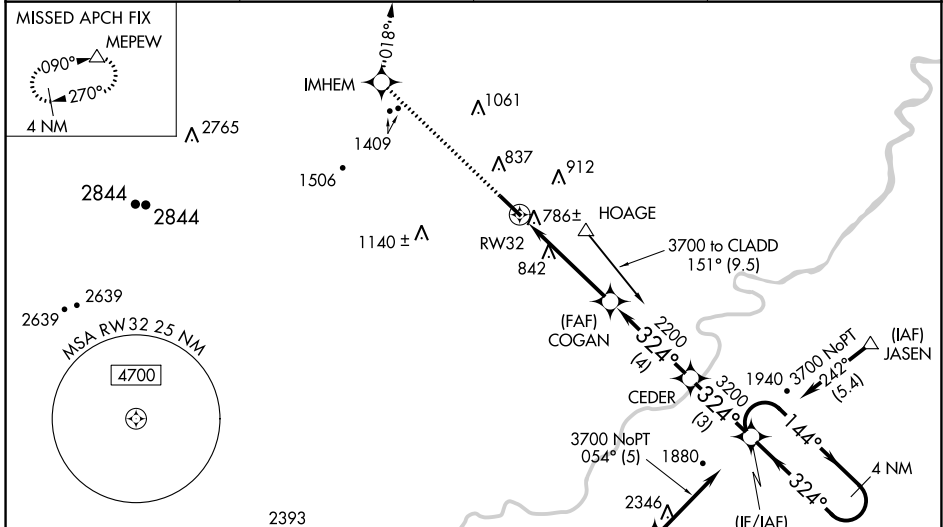 MISSED APCH FIX
MEPEW
090°
270°
4 NM
018°
IMHEM
2765
1061
1409
837
912
1506
2844
2844
786±
HOAGE
1140 ±
RW32
842
3700 to CLADD
151° (9.5)
2639
2639
(FAF)
COGAN
2200
324°
(4)
MSA RW32 25 NM
4700
CEDER
3200
324°
(3)
1940
3700 NoPT
242°
(5.4)
(IAF)
JASEN
144°
3700 NoPT
054° (5)
1880
4 NM
324°
2346
2393
(IF/IAF)